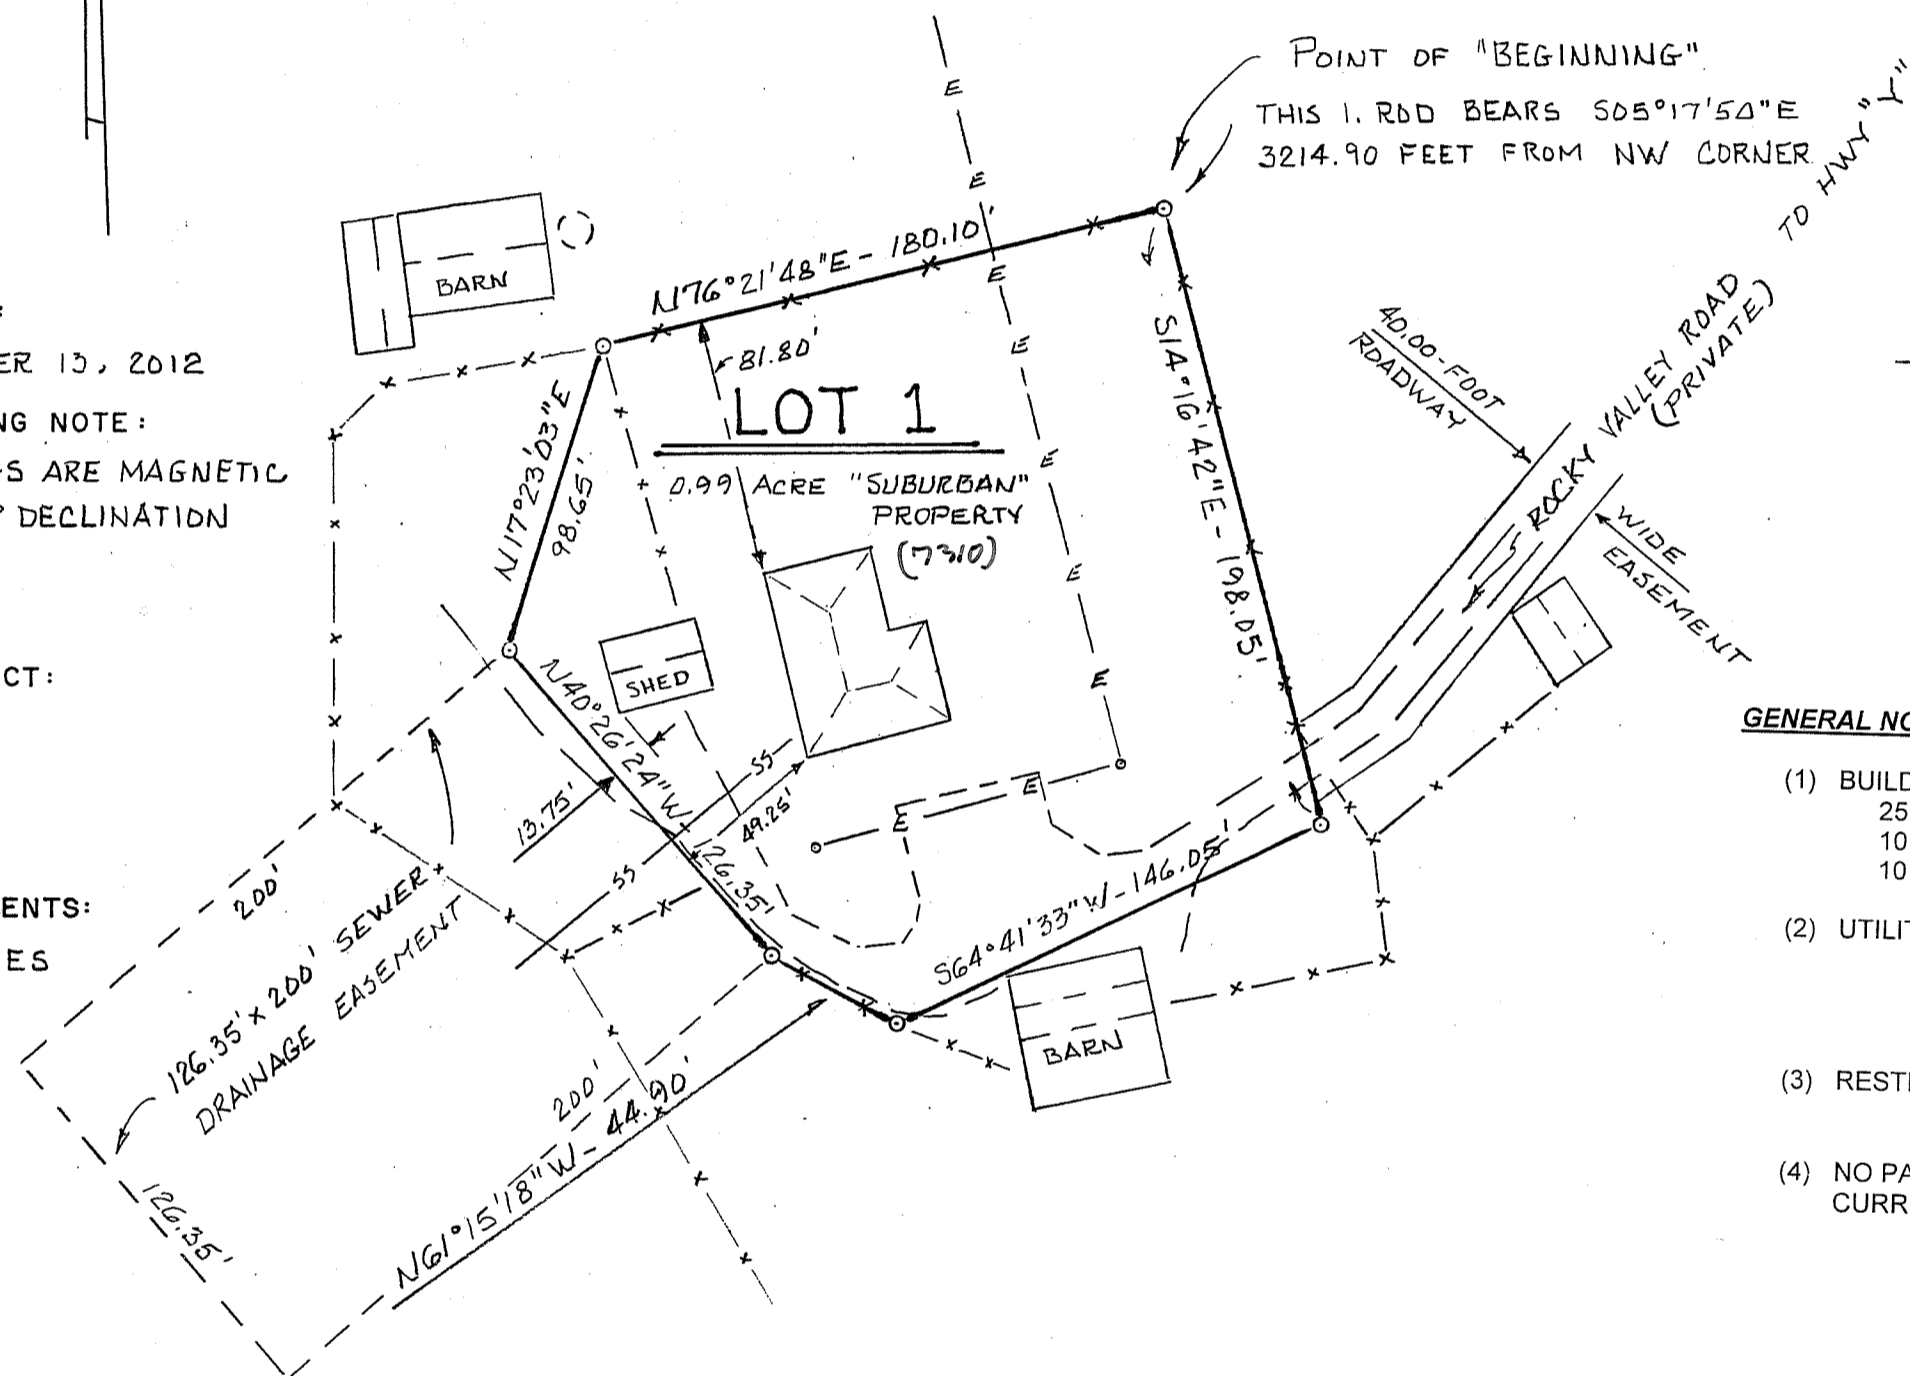 POINT OF "BEGINNING"
THIS I. ROD BEARS S05°17'50"E
3214.90 FEET FROM NW CORNER
TO HWY "Y"
ROCKY VALLEY ROAD
(PRIVATE)
40.00-FOOT
ROADWAY
WIDE
EASEMENT
BARN
N76°21'48"E - 180.10'
81.80'
LOT 1
0.99 ACRE "SUBURBAN"
PROPERTY
(7310)
S14°16'42"E - 198.05'
N17°23'03"E
98.65'
:
ER 13, 2012
NG NOTE:
S ARE MAGNETIC
° DECLINATION
CT:
ENTS:
ES
SHED
N40°26'24"W - 126.35'
13.75'
49.25'
SS
SS
E
E
E
E
E
E
E
E
E
S64°41'33"W - 146.05'
BARN
200'
126.35' x 200' SEWER
DRAINAGE EASEMENT
200'
N61°15'18"W - 44.90'
126.35'
GENERAL NO
(1) BUILD
25
10
10
(2) UTILIT
(3) REST
(4) NO PA
CURR